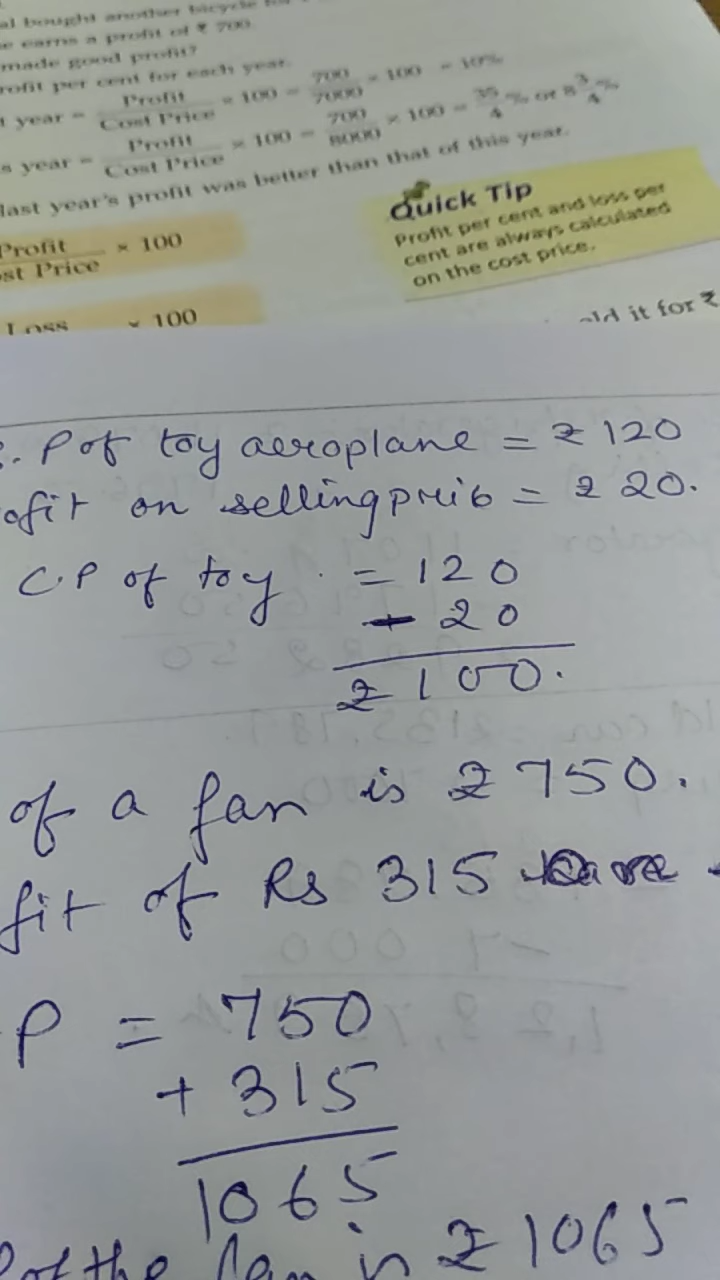 al bought another bicycle for
e earns a profit of ₹ 700.
made good profit?
rofit per cent for each year.
t year = Profit / Cost Price × 100 = 700 / 7000 × 100 = 10%
s year = Profit / Cost Price × 100 = 700 / 8000 × 100 = 35/4 % or 8 3/4 %
last year's profit was better than that of this year.
Profit / st Price × 100
Quick Tip
Profit per cent and loss per
cent are always calculated
on the cost price.
Loss × 100
ld it for ₹
. P of toy aeroplane = ₹ 120
ofit on selling = ₹ 20.
C.P of toy = 120
- 20
₹ 100.
of a fan is ₹ 750.
fit of Rs 315
P = 750
+ 315
1065
P of the fan is ₹ 1065